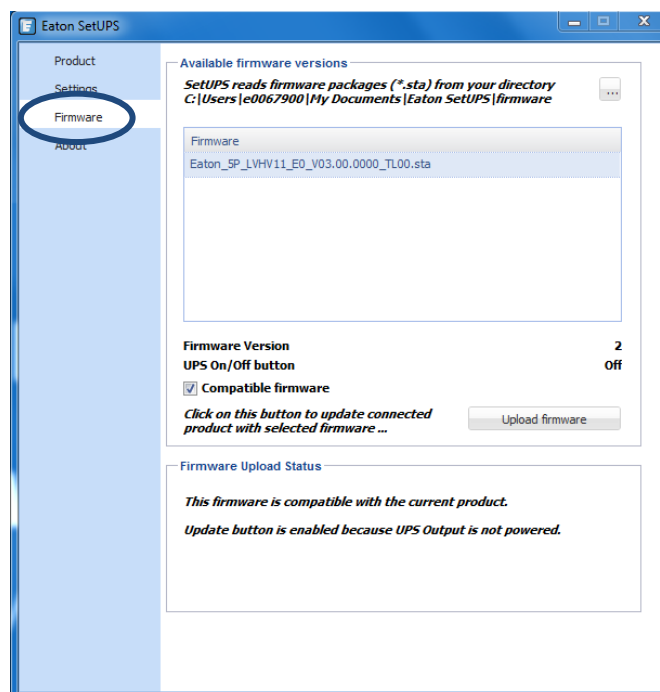 Eaton SetUPS
Product
Settings
Firmware
About
Available firmware versions
SetUPS reads firmware packages (*.sta) from your directory
C:|Users|e0067900|My Documents|Eaton SetUPS|firmware
...
Firmware
Eaton_5P_LVHV11_E0_V03.00.0000_TL00.sta
Firmware Version 2
UPS On/Off button Off
Compatible firmware
Click on this button to update connected
product with selected firmware ...
Upload firmware
Firmware Upload Status
This firmware is compatible with the current product.
Update button is enabled because UPS Output is not powered.